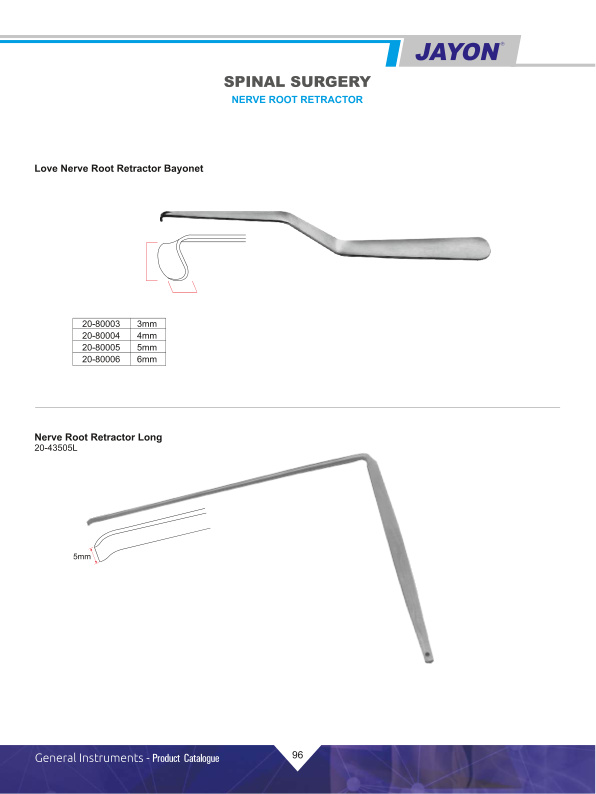 JAYON®
SPINAL SURGERY
NERVE ROOT RETRACTOR
Love Nerve Root Retractor Bayonet
20-80003 3mm
20-80004 4mm
20-80005 5mm
20-80006 6mm
Nerve Root Retractor Long
20-43505L
5mm
General Instruments - Product Catalogue
96